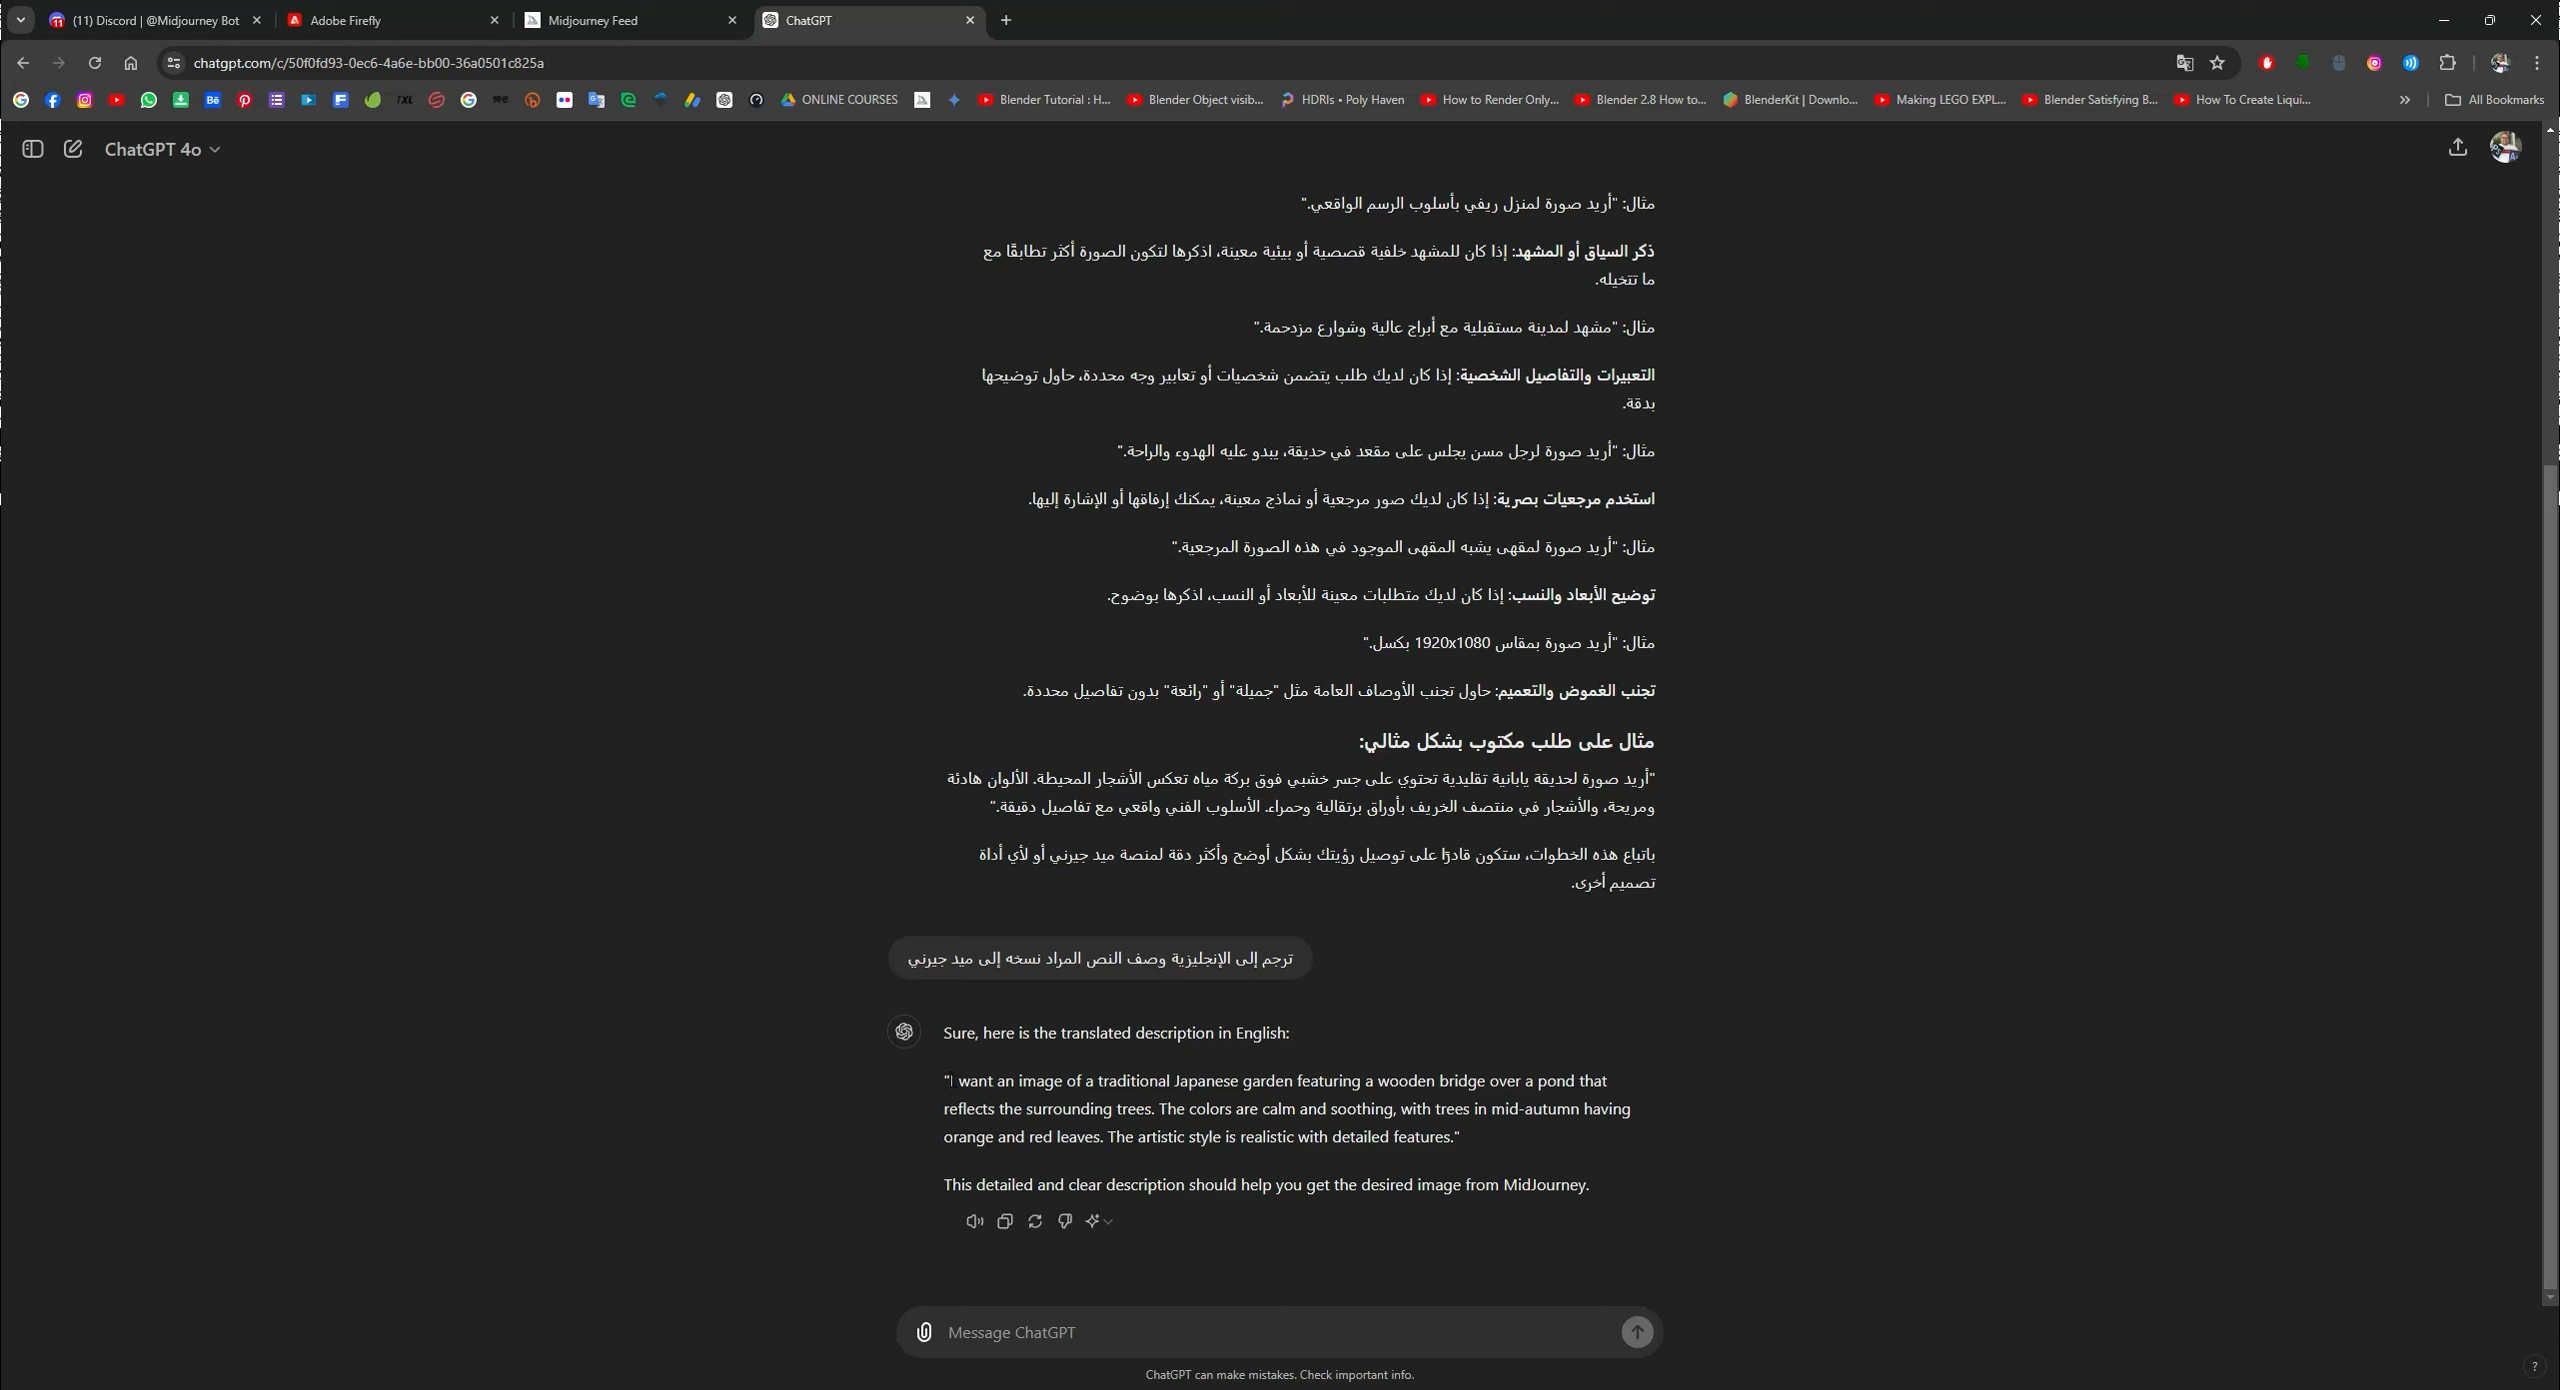 (11) Discord | @Midjourney Bot
Adobe Firefly
Midjourney Feed
ChatGPT
chatgpt.com/c/50f0fd93-0ec6-4a6e-bb00-36a0501c825a
ONLINE COURSES
Blender Tutorial : H...
Blender Object visib...
HDRIs • Poly Haven
How to Render Only...
Blender 2.8 How to...
BlenderKit | Downlo...
Making LEGO EXPL...
Blender Satisfying B...
How To Create Liqui...
All Bookmarks
ChatGPT 4o
مثال: "أريد صورة لمنزل ريفي بأسلوب الرسم الواقعي."
ذكر السياق أو المشهد: إذا كان للمشهد خلفية قصصية أو بيئية معينة، اذكرها لتكون الصورة أكثر تطابقًا مع
ما تتخيله.
مثال: "مشهد لمدينة مستقبلية مع أبراج عالية وشوارع مزدحمة."
التعبيرات والتفاصيل الشخصية: إذا كان لديك طلب يتضمن شخصيات أو تعابير وجه محددة، حاول توضيحها
بدقة.
مثال: "أريد صورة لرجل مسن يجلس على مقعد في حديقة، يبدو عليه الهدوء والراحة."
استخدم مرجعيات بصرية: إذا كان لديك صور مرجعية أو نماذج معينة، يمكنك إرفاقها أو الإشارة إليها.
مثال: "أريد صورة لمقهى يشبه المقهى الموجود في هذه الصورة المرجعية."
توضيح الأبعاد والنسب: إذا كان لديك متطلبات معينة للأبعاد أو النسب، اذكرها بوضوح.
مثال: "أريد صورة بمقاس 1920x1080 بكسل."
تجنب الغموض والتعميم: حاول تجنب الأوصاف العامة مثل "جميلة" أو "رائعة" بدون تفاصيل محددة.
مثال على طلب مكتوب بشكل مثالي:
"أريد صورة لحديقة يابانية تقليدية تحتوي على جسر خشبي فوق بركة مياه تعكس الأشجار المحيطة. الألوان هادئة
ومريحة، والأشجار في منتصف الخريف بأوراق برتقالية وحمراء. الأسلوب الفني واقعي مع تفاصيل دقيقة."
باتباع هذه الخطوات، ستكون قادرًا على توصيل رؤيتك بشكل أوضح وأكثر دقة لمنصة ميد جيرني أو لأي أداة
تصميم أخرى.
ترجم إلى الإنجليزية وصف النص المراد نسخه إلى ميد جيرني
Sure, here is the translated description in English:
"I want an image of a traditional Japanese garden featuring a wooden bridge over a pond that
reflects the surrounding trees. The colors are calm and soothing, with trees in mid-autumn having
orange and red leaves. The artistic style is realistic with detailed features."
This detailed and clear description should help you get the desired image from MidJourney.
Message ChatGPT
ChatGPT can make mistakes. Check important info.
?